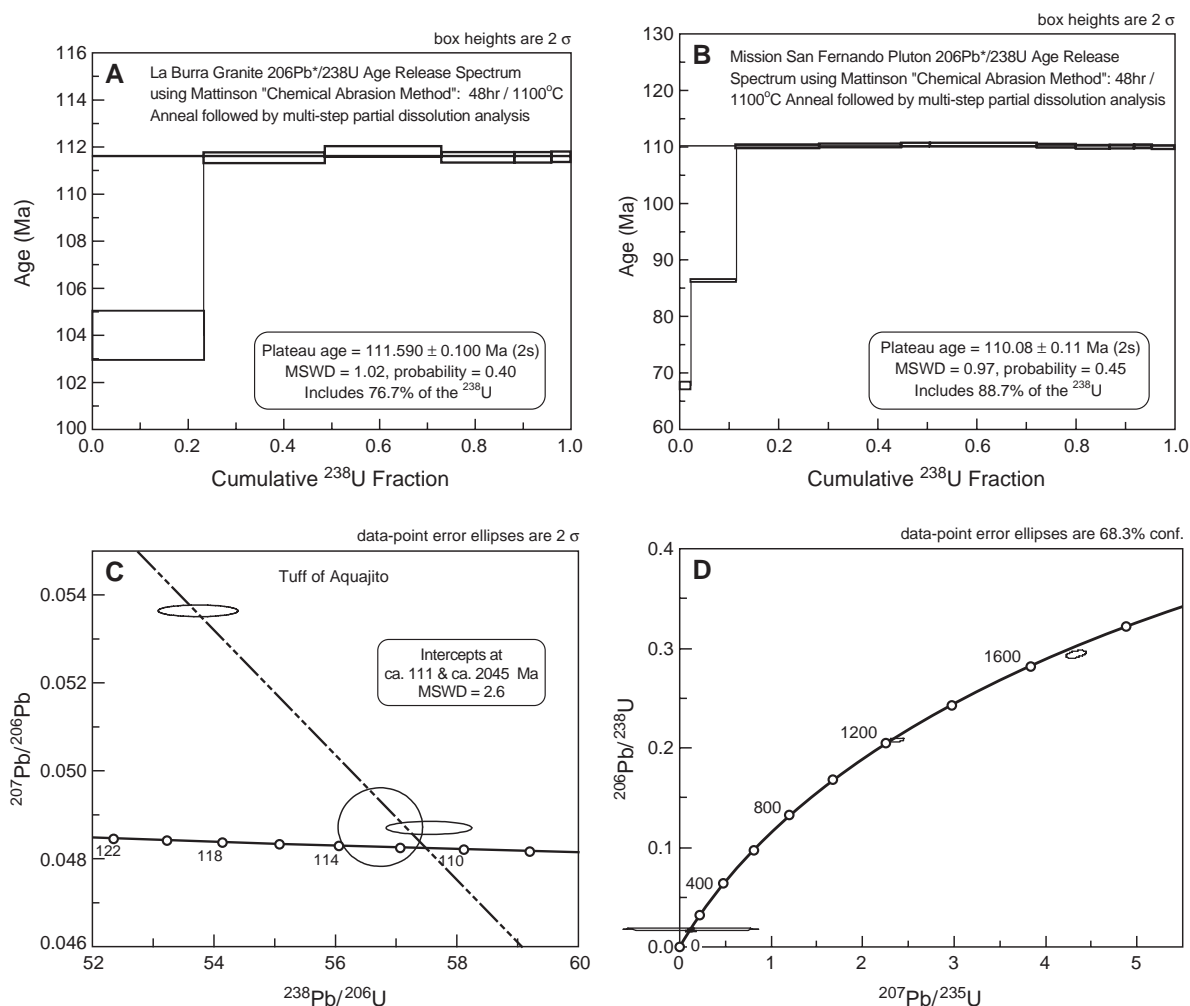 box heights are 2 σ
116
114
112
110
108
106
104
102
100
Age (Ma)
A
La Burra Granite 206Pb*/238U Age Release Spectrum
using Mattinson "Chemical Abrasion Method": 48hr /
1100°C
Anneal followed by multi-step partial dissolution
analysis
Plateau age = 111.590 ± 0.100 Ma (2s)
MSWD = 1.02, probability = 0.40
Includes 76.7% of the ²³⁸U
0.0 0.2 0.4 0.6 0.8 1.0
Cumulative ²³⁸U Fraction
box heights are 2 σ
130
120
110
100
90
80
70
60
Age (Ma)
B
Mission San Fernando Pluton 206Pb*/238U Age Release
Spectrum using Mattinson "Chemical Abrasion Method": 48hr /
1100°C Anneal followed by multi-step partial dissolution analysis
Plateau age = 110.08 ± 0.11 Ma (2s)
MSWD = 0.97, probability = 0.45
Includes 88.7% of the ²³⁸U
0.0 0.2 0.4 0.6 0.8 1.0
Cumulative ²³⁸U Fraction
data-point error ellipses are 2 σ
C
Tuff of Aquajito
0.054
0.052
0.050
0.048
0.046
²⁰⁷Pb/²⁰⁶Pb
Intercepts at
ca. 111 & ca. 2045 Ma
MSWD = 2.6
122 118 114 110
52 54 56 58 60
²³⁸Pb/²⁰⁶U
data-point error ellipses are 68.3% conf.
D
0.4
0.3
0.2
0.1
0.0
²⁰⁶Pb/²³⁸U
1600
1200
800
400
0
0 1 2 3 4 5
²⁰⁷Pb/²³⁵U